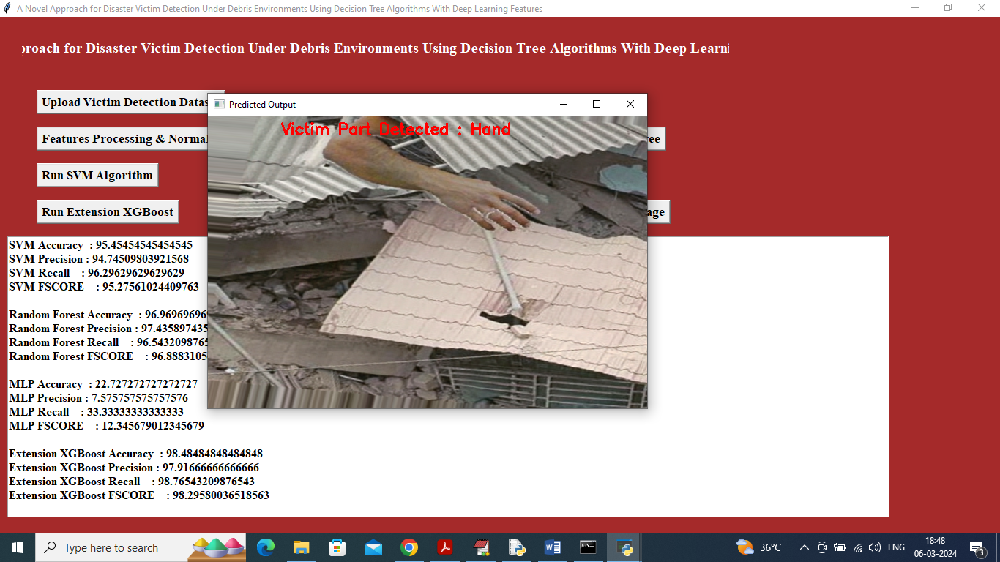 A Novel Approach for Disaster Victim Detection Under Debris Environments Using Decision Tree Algorithms With Deep Learning Features
proach for Disaster Victim Detection Under Debris Environments Using Decision Tree Algorithms With Deep Learni
Upload Victim Detection Datas
Predicted Output
Victim Part Detected : Hand
Features Processing & Normal
ree
Run SVM Algorithm
Run Extension XGBoost
age
SVM Accuracy : 95.45454545454545
SVM Precision : 94.74509803921568
SVM Recall : 96.29629629629629
SVM FSCORE : 95.27561024409763
Random Forest Accuracy : 96.969696969
Random Forest Precision : 97.435897435
Random Forest Recall : 96.5432098765
Random Forest FSCORE : 96.8883105
MLP Accuracy : 22.727272727272727
MLP Precision : 7.575757575757576
MLP Recall : 33.33333333333333
MLP FSCORE : 12.345679012345679
Extension XGBoost Accuracy : 98.48484848484848
Extension XGBoost Precision : 97.91666666666666
Extension XGBoost Recall : 98.76543209876543
Extension XGBoost FSCORE : 98.29580036518563
Type here to search
36°C
ENG
18:48
06-03-2024
3